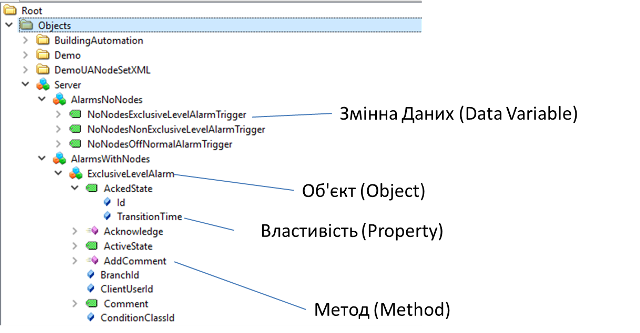 Root
Objects
BuildingAutomation
Demo
DemoUANodeSetXML
Server
AlarmsNoNodes
NoNodesExclusiveLevelAlarmTrigger
NoNodesNonExclusiveLevelAlarmTrigger
NoNodesOffNormalAlarmTrigger
AlarmsWithNodes
ExclusiveLevelAlarm
AckedState
Id
TransitionTime
Acknowledge
ActiveState
AddComment
BranchId
ClientUserId
Comment
ConditionClassId
Змінна Даних (Data Variable)
Об'єкт (Object)
Властивість (Property)
Метод (Method)